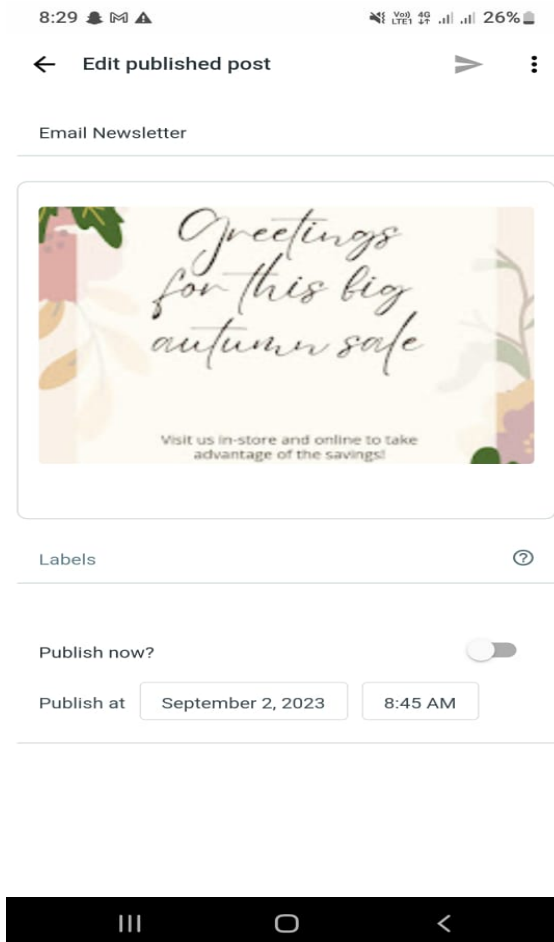 8:29 26%
Edit published post
Email Newsletter
Greetings
for this big
autumn sale
Visit us in-store and online to take
advantage of the savings!
Labels
Publish now?
Publish at September 2, 2023 8:45 AM